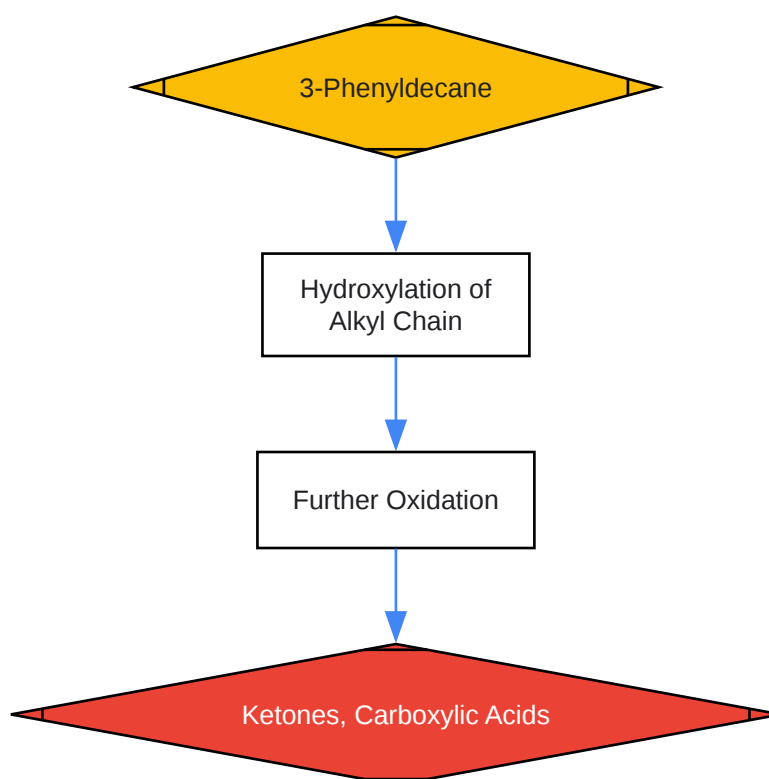 3-Phenyldecane
Hydroxylation of
Alkyl Chain
Further Oxidation
Ketones, Carboxylic Acids